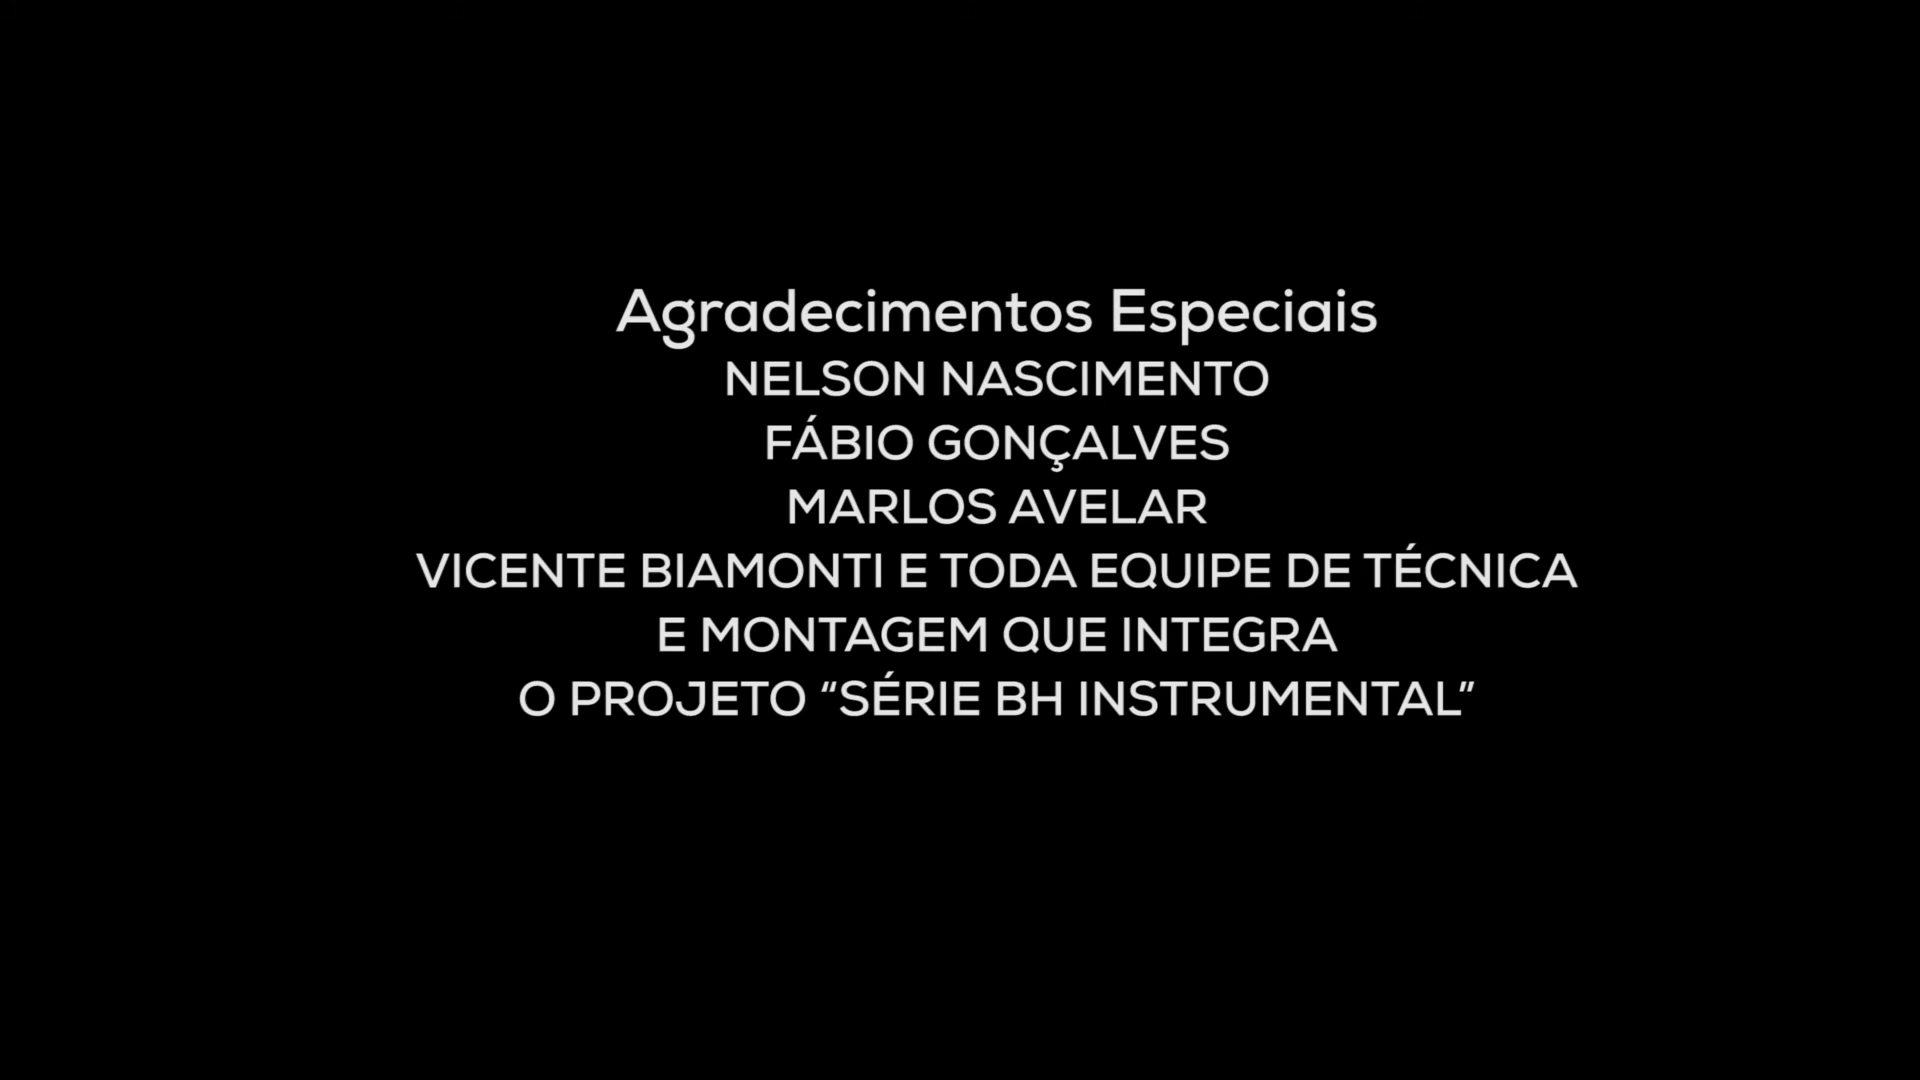 Agradecimentos Especiais
NELSON NASCIMENTO
FÁBIO GONÇALVES
MARLOS AVELAR
VICENTE BIAMONTI E TODA EQUIPE DE TÉCNICA
E MONTAGEM QUE INTEGRA
O PROJETO “SÉRIE BH INSTRUMENTAL”